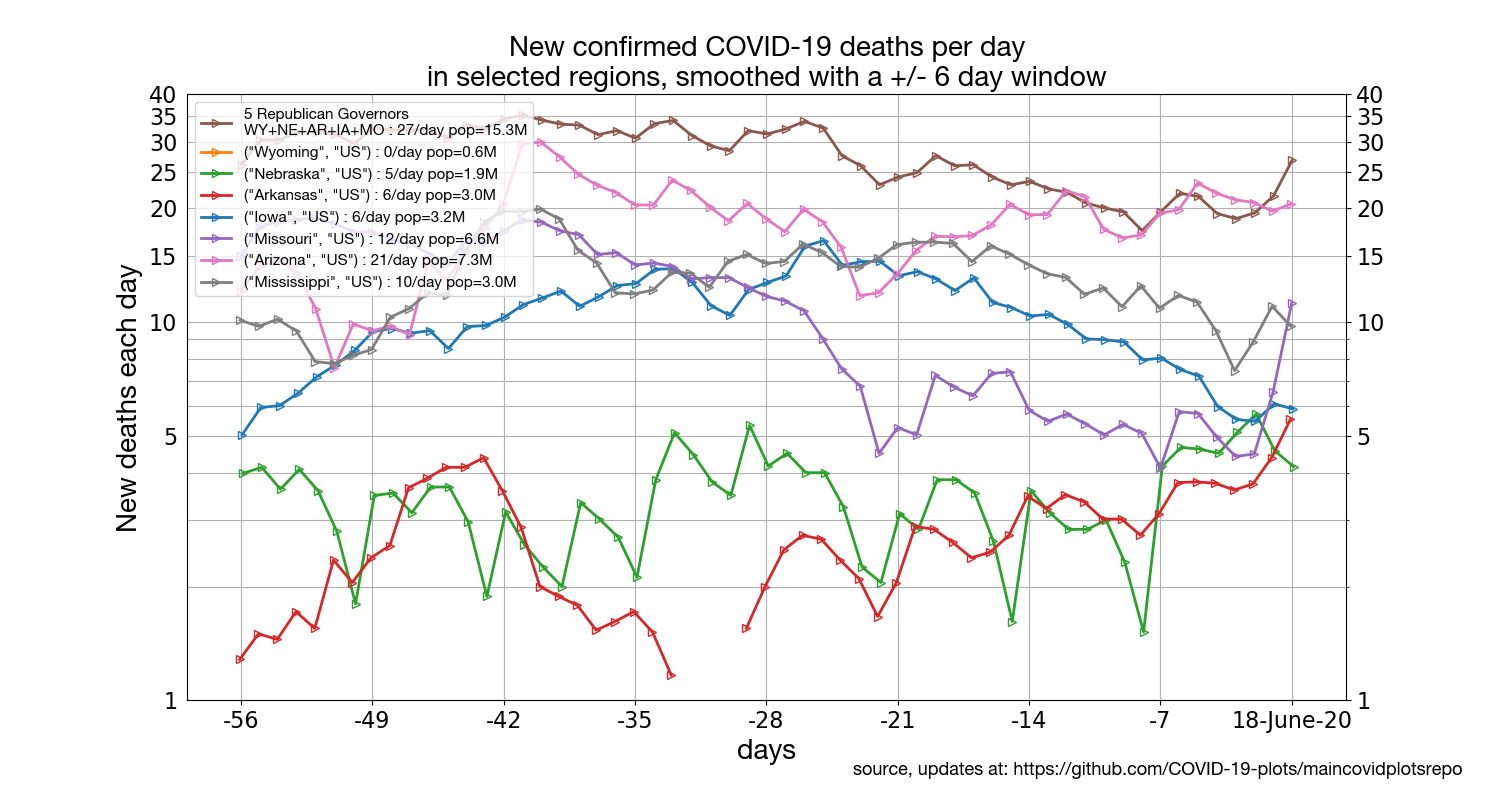 New confirmed COVID-19 deaths per day
in selected regions, smoothed with a +/- 6 day window
40
35
30
25
20
15
10
5
1
New deaths each day
5 Republican Governors
WY+NE+AR+IA+MO : 27/day pop=15.3M
("Wyoming", "US") : 0/day pop=0.6M
("Nebraska", "US") : 5/day pop=1.9M
("Arkansas", "US") : 6/day pop=3.0M
("Iowa", "US") : 6/day pop=3.2M
("Missouri", "US") : 12/day pop=6.6M
("Arizona", "US") : 21/day pop=7.3M
("Mississippi", "US") : 10/day pop=3.0M
40
35
30
25
20
15
10
5
1
-56 -49 -42 -35 -28 -21 -14 -7 18-June-20
days
source, updates at: https://github.com/COVID-19-plots/maincovidplotsrepo